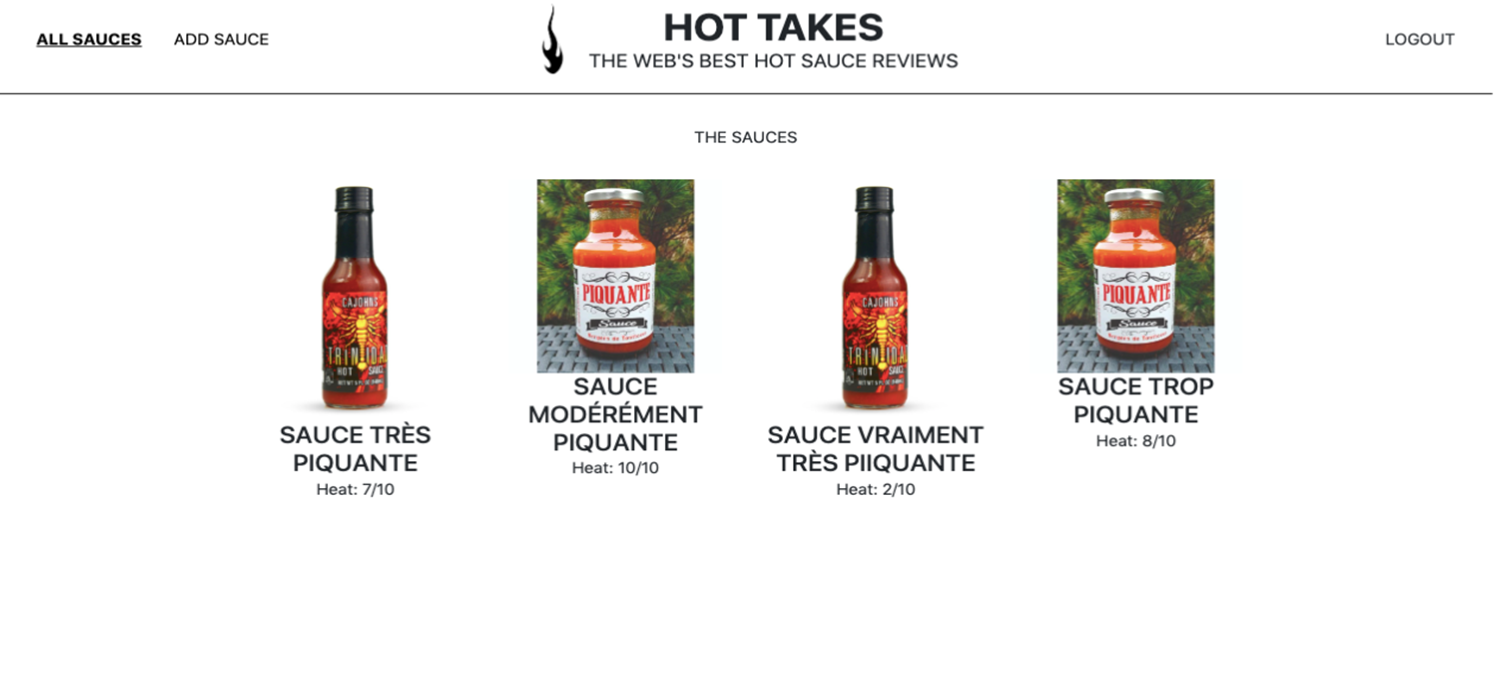 ALL SAUCES
ADD SAUCE
HOT TAKES
THE WEB'S BEST HOT SAUCE REVIEWS
LOGOUT
THE SAUCES
CAJOHNS
TRINIDAD
HOT SAUCE
SAUCE TRÈS
PIQUANTE
Heat: 7/10
PIQUANTE
Sauce
SAUCE
MODÉRÉMENT
PIQUANTE
Heat: 10/10
CAJOHNS
TRINIDAD
HOT SAUCE
SAUCE VRAIMENT
TRÈS PIIQUANTE
Heat: 2/10
PIQUANTE
Sauce
SAUCE TROP
PIQUANTE
Heat: 8/10